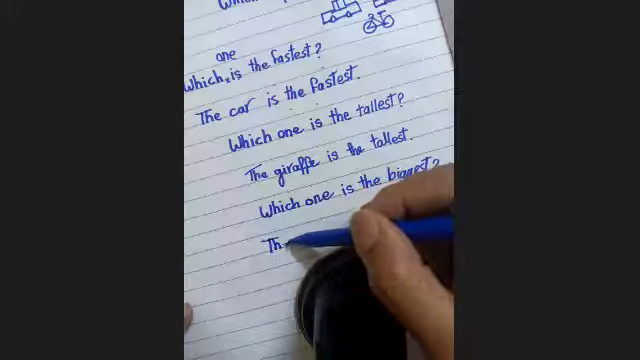 Which
one
Which is the fastest?
The car is the fastest.
Which one is the tallest?
The giraffe is the tallest.
Which one is the biggest?
Th